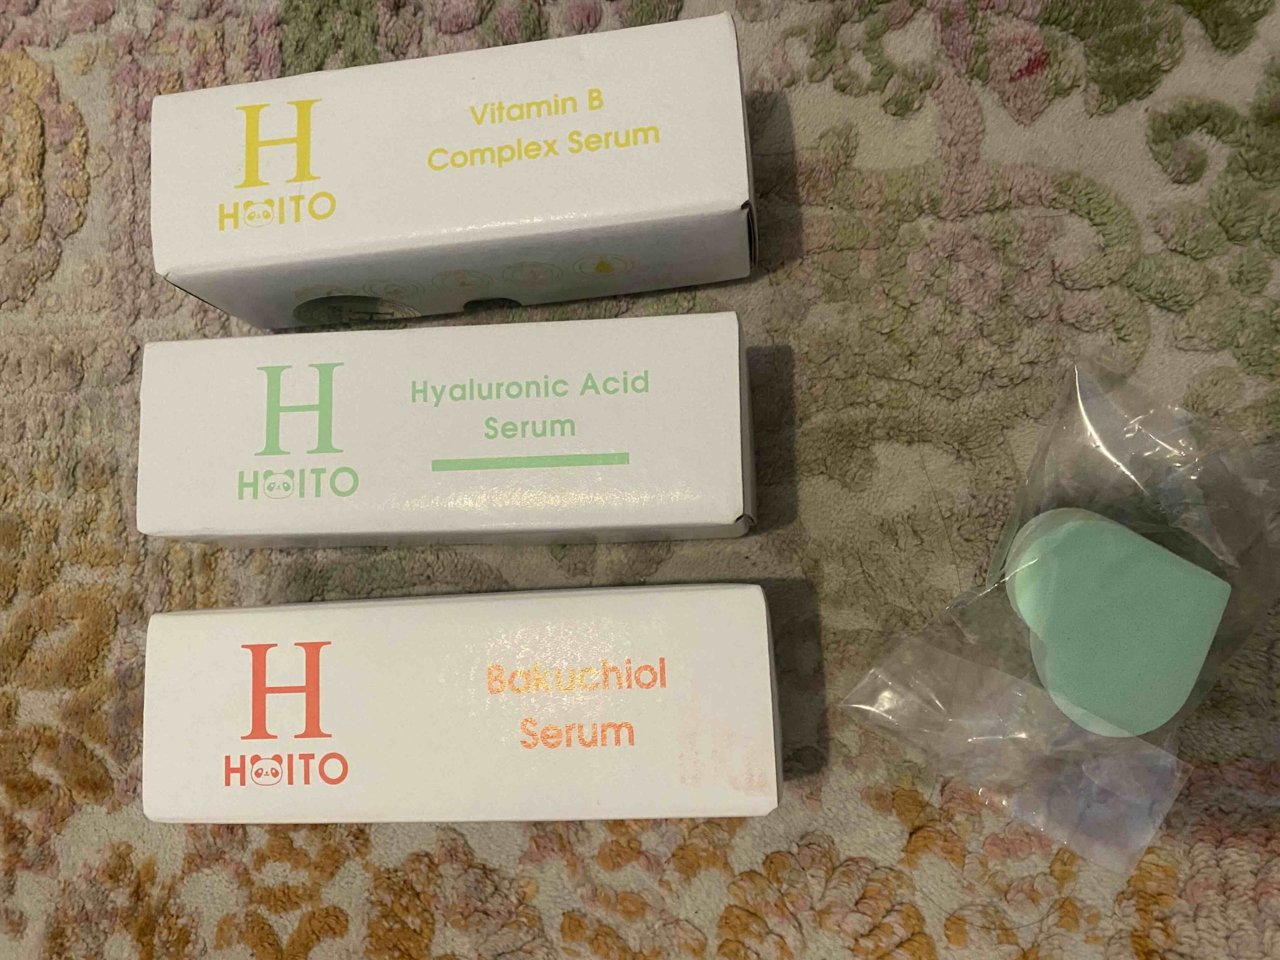 H
HOITO
Vitamin B
Complex Serum
H
HOITO
Hyaluronic Acid
Serum
H
HOITO
Bakuchiol
Serum